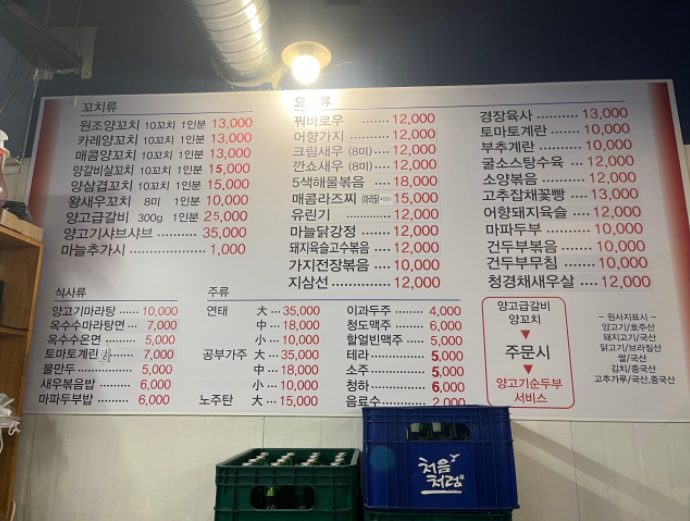 꼬치류
원조양꼬치 10꼬치 1인분 13,000
카레양꼬치 10꼬치 1인분 13,000
매콤양꼬치 10꼬치 1인분 13,000
양갈비살꼬치 10꼬치 1인분 15,000
양삼겹꼬치 10꼬치 1인분 15,000
왕새우꼬치 8미 1인분 10,000
양고급갈비 300g 1인분 25,000
양고기샤브샤브 35,000
마늘추가시 1,000
꿔바로우 12,000
어향가지 12,000
크림새우 (8미) 12,000
깐쇼새우 (8미) 12,000
5색해물볶음 18,000
매콤라즈찌 15,000
유린기 12,000
마늘닭강정 12,000
돼지육슬고수볶음 12,000
가지전장볶음 10,000
지삼선 12,000
경장육사 13,000
토마토계란 10,000
부추계란 10,000
굴소스탕수육 12,000
소양볶음 12,000
고추잡채꽃빵 13,000
어향돼지육슬 12,000
마파두부 10,000
건두부볶음 10,000
건두부무침 10,000
청경채새우살 12,000
식사류
양고기마라탕 10,000
옥수수마라탕면 7,000
옥수수온면 5,000
토마토계란 7,000
물만두 5,000
새우볶음밥 6,000
마파두부밥 6,000
주류
연태 大 35,000
中 18,000
小 10,000
공부가주 大 35,000
中 18,000
小 10,000
노주탄 大 15,000
이과두주 4,000
청도맥주 6,000
할얼빈맥주 5,000
테라 5,000
소주 5,000
청하 6,000
음료수 2,000
양고급갈비
양꼬치
▼
주문시
▼
양고기순두부
서비스
- 원사지표시 -
양고기/호주산
돼지고기/국산
닭고기/브라질산
쌀/국산
김치/중국산
고추가루/국산,중국산
처음
처럼